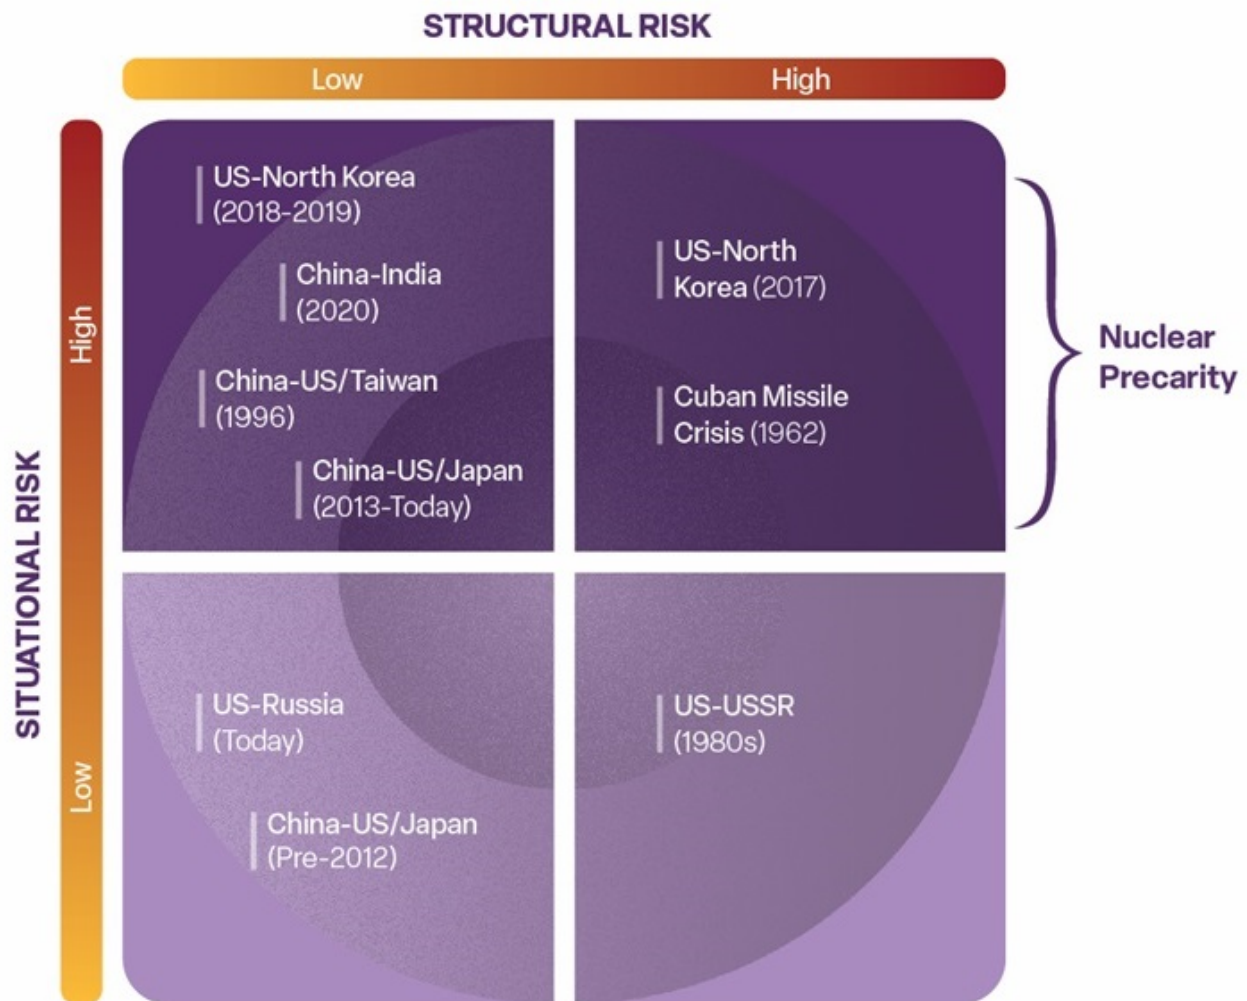 STRUCTURAL RISK
Low
High
SITUATIONAL RISK
High
Low
US-North Korea
(2018-2019)
China-India
(2020)
China-US/Taiwan
(1996)
China-US/Japan
(2013-Today)
US-North
Korea (2017)
Cuban Missile
Crisis (1962)
Nuclear
Precarity
US-Russia
(Today)
China-US/Japan
(Pre-2012)
US-USSR
(1980s)